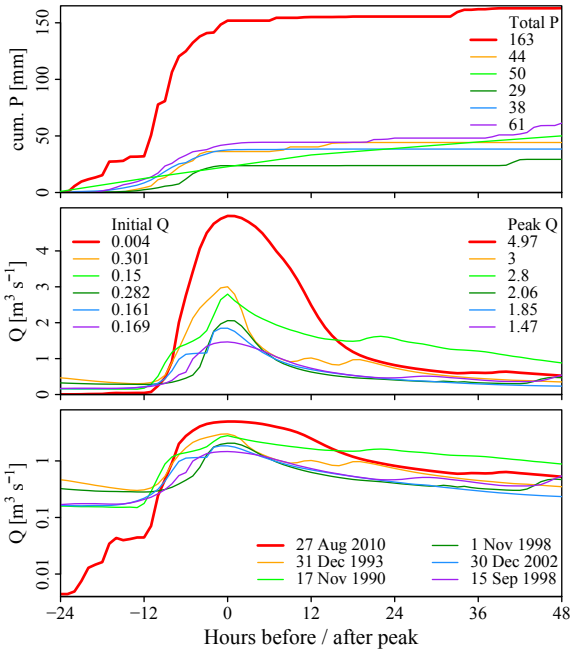 cum. P [mm]
150
100
50
0
Total P
163
44
50
29
38
61
Q [m³ s⁻¹]
4
3
2
1
0
Initial Q
0.004
0.301
0.15
0.282
0.161
0.169
Peak Q
4.97
3
2.8
2.06
1.85
1.47
Q [m³ s⁻¹]
1
0.1
0.01
27 Aug 2010
31 Dec 1993
17 Nov 1990
1 Nov 1998
30 Dec 2002
15 Sep 1998
−24 −12 0 12 24 36 48
Hours before / after peak